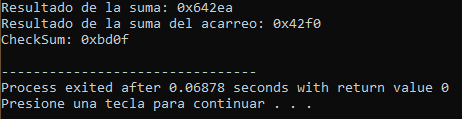 Resultado de la suma: 0x642ea
Resultado de la suma del acarreo: 0x42f0
CheckSum: 0xbd0f
--------------------------------
Process exited after 0.06878 seconds with return value 0
Presione una tecla para continuar . . .